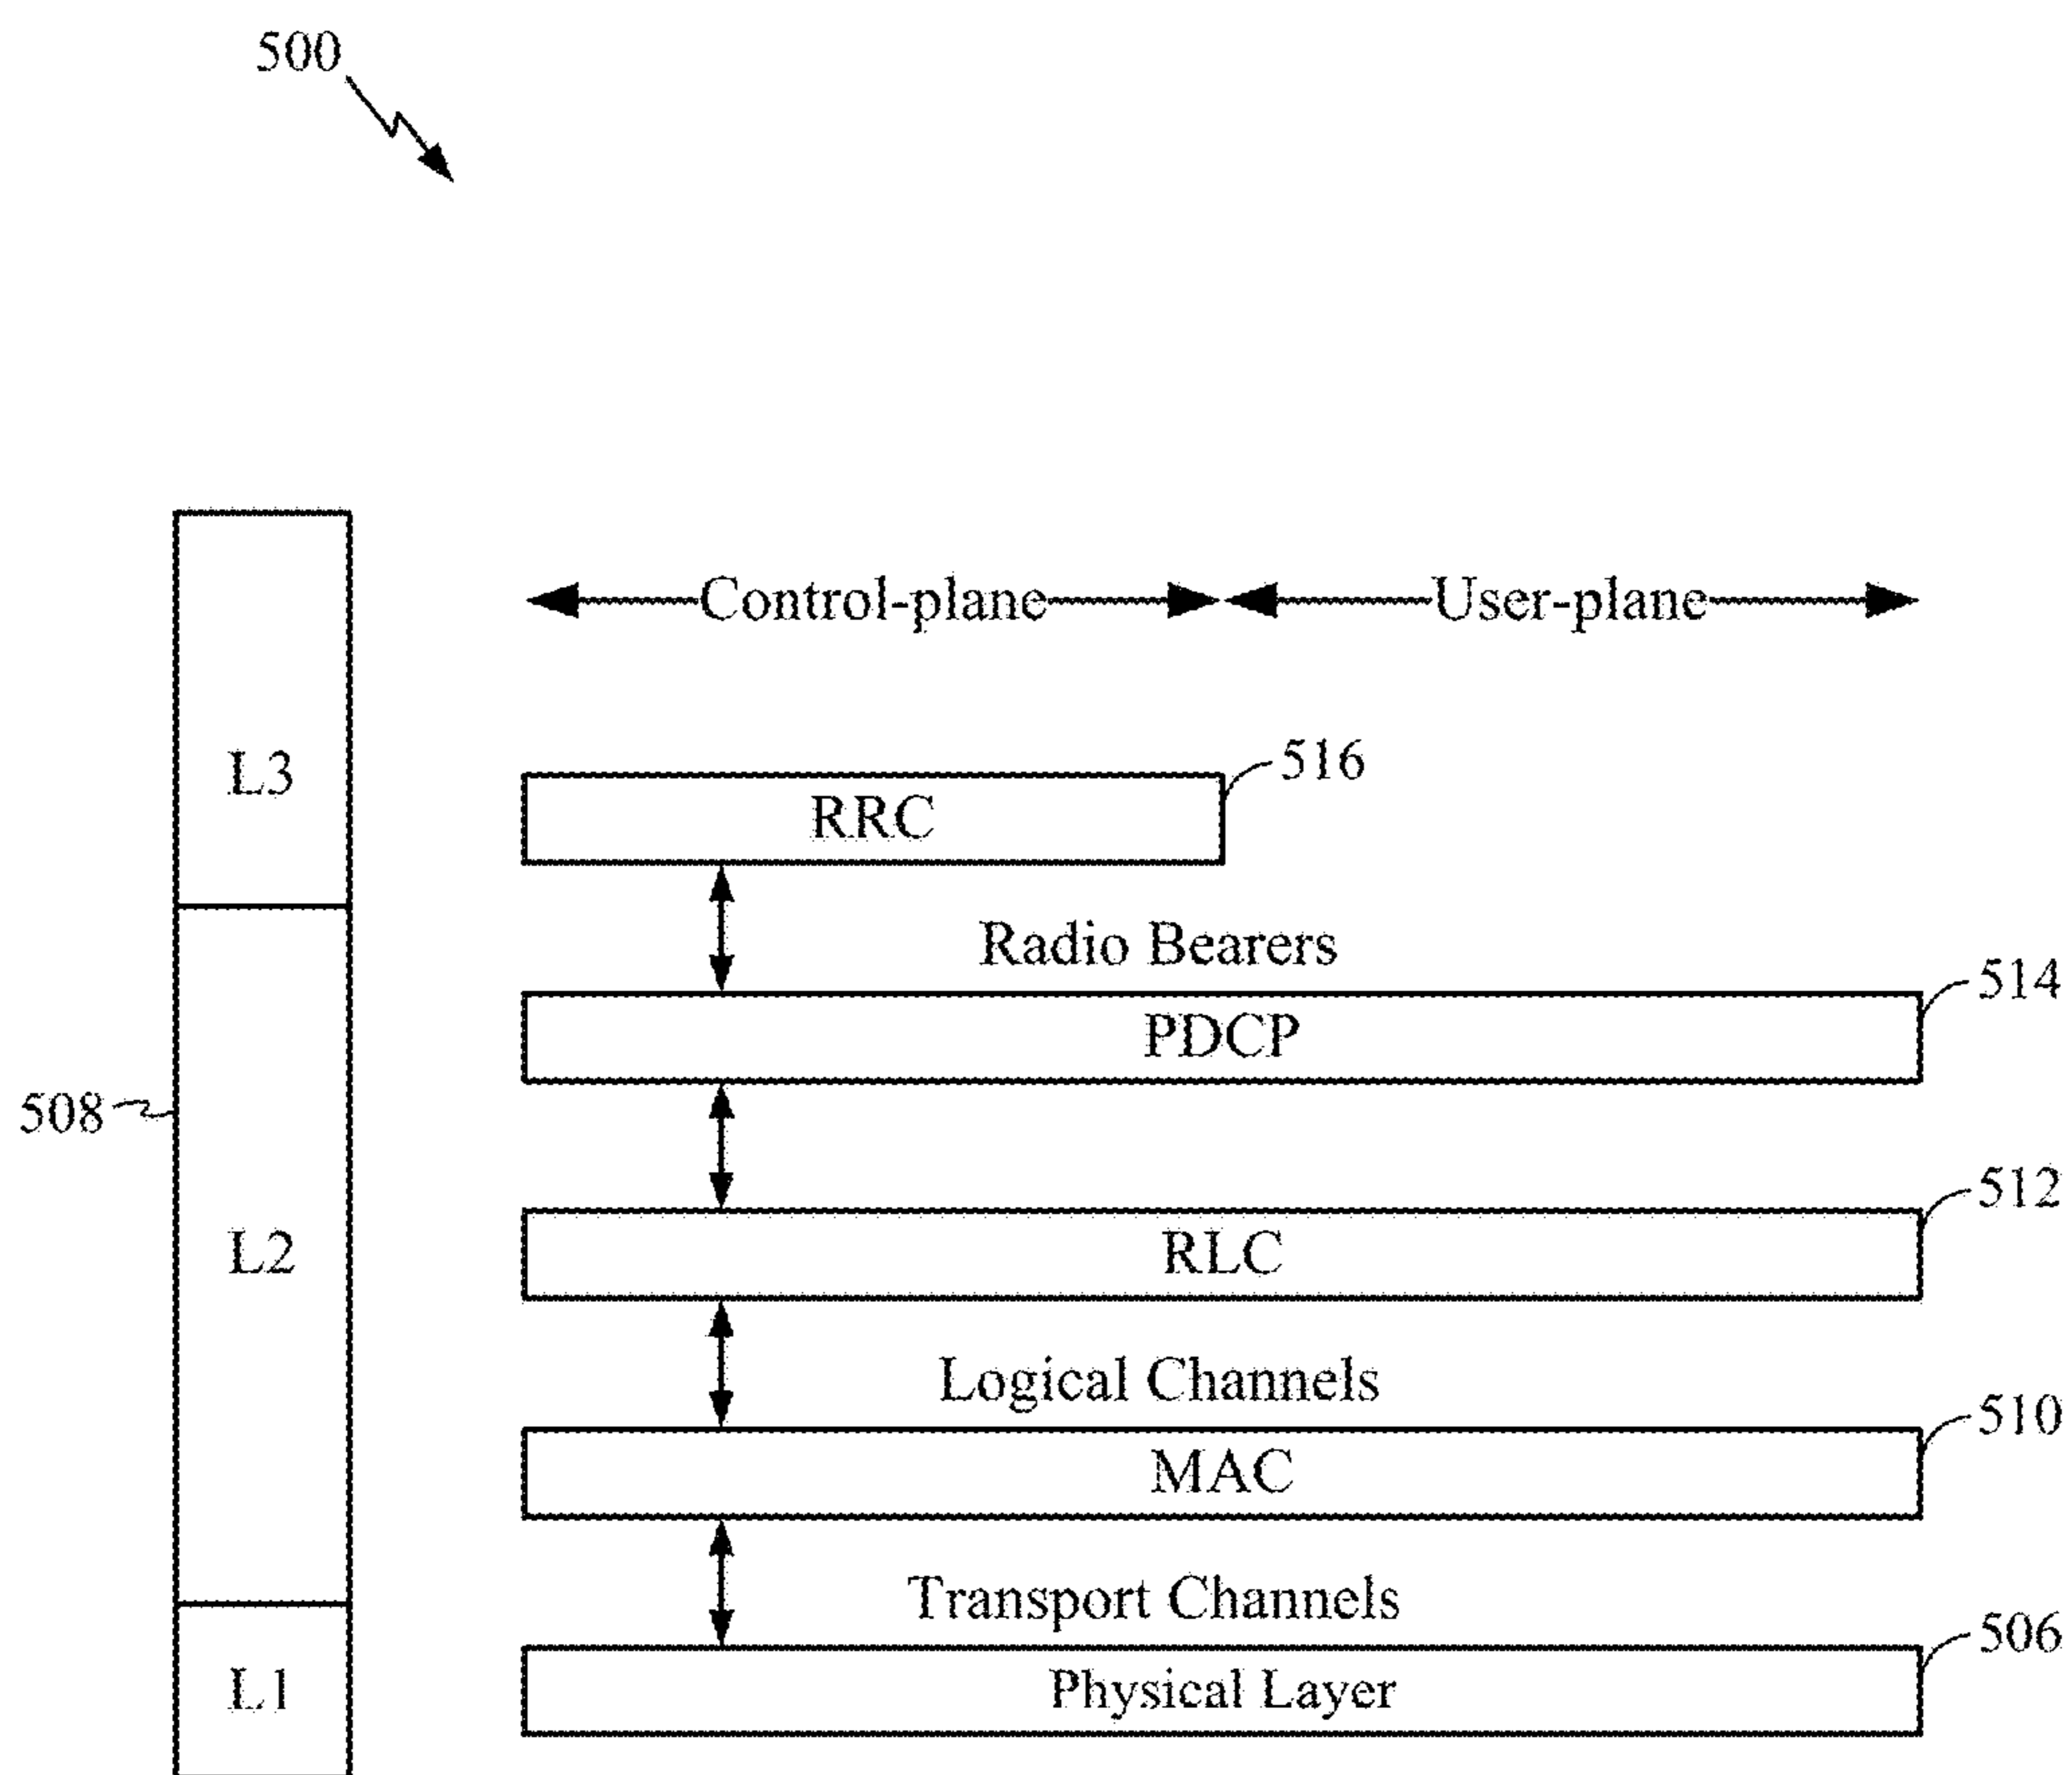 500
Control-plane User-plane
L3
516
RRC
Radio Bearers
514
PDCP
508
512
L2
RLC
Logical Channels
510
MAC
Transport Channels
506
L1
Physical Layer